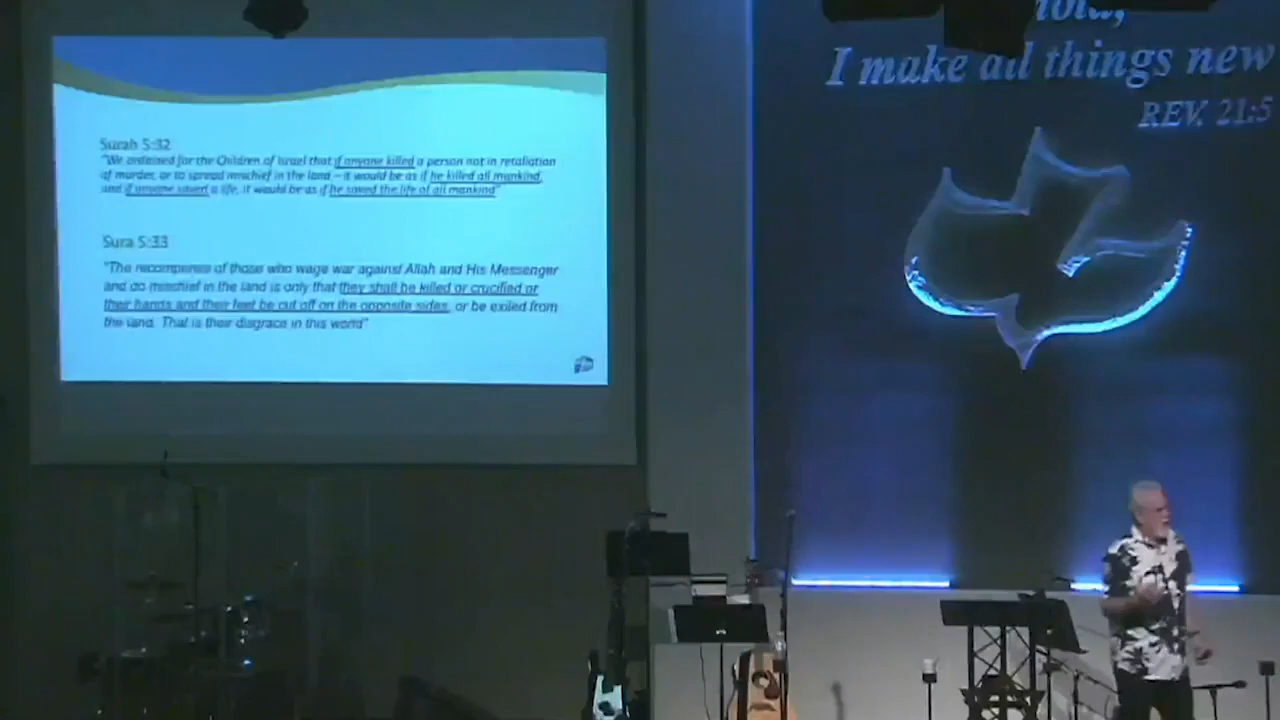 Surah 5:32
"We ordained for the Children of Israel that if anyone killed a person not in retaliation
of murder, or to spread mischief in the land – it would be as if he killed all mankind,
and if anyone saved a life, it would be as if he saved the life of all mankind"
Sura 5:33
"The recompense of those who wage war against Allah and His Messenger
and do mischief in the land is only that they shall be killed or crucified or
their hands and their feet be cut off on the opposite sides, or be exiled from
the land. That is their disgrace in this world"
I make all things new
REV. 21:5